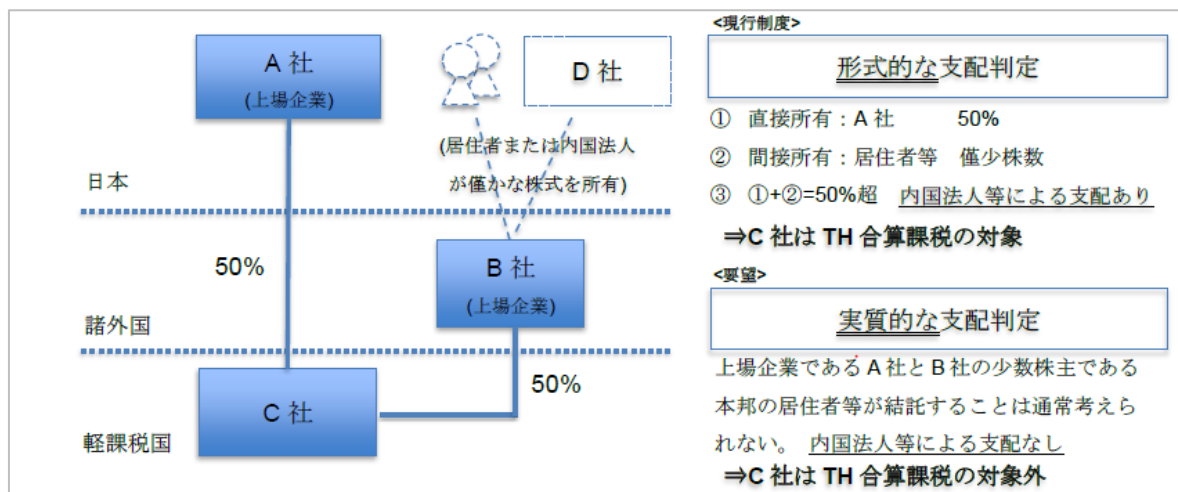 A 社
(上場企業)
D 社
(居住者または内国法人
が僅かな株式を所有)
日本
50%
B 社
(上場企業)
諸外国
50%
C 社
軽課税国
<現行制度>
形式的な支配判定
① 直接所有：A 社 50%
② 間接所有：居住者等 僅少株数
③ ①+②=50%超 内国法人等による支配あり
⇒C 社は TH 合算課税の対象
<要望>
実質的な支配判定
上場企業である A 社と B 社の少数株主である
本邦の居住者等が結託することは通常考えら
れない。 内国法人等による支配なし
⇒C 社は TH 合算課税の対象外